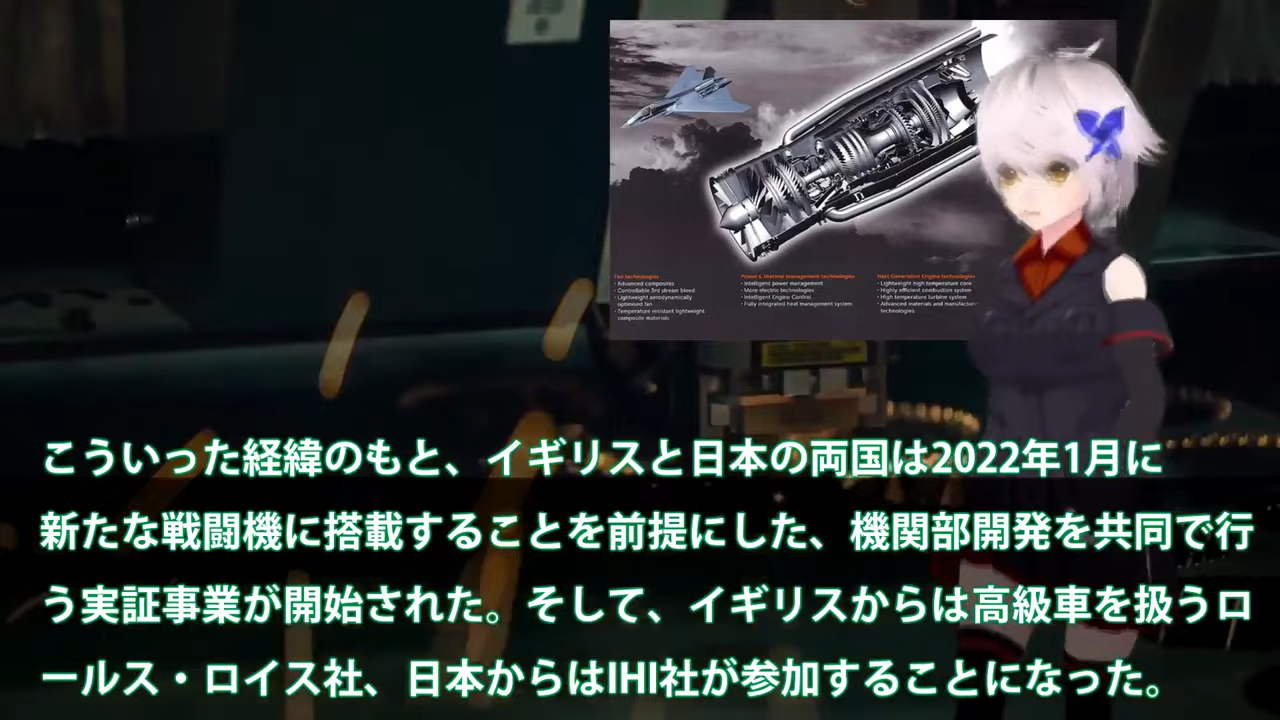 Fan technologies
· Advanced composites
· Controllable 3rd stream bleed
· Lightweight aerodynamically
optimised fan
· Temperature resistant lightweight
composite materials
Power & thermal management technologies
· Intelligent power management
· More electric technologies
· Intelligent Engine Control
· Fully integrated heat management system
Next Generation Engine technologies
· Lightweight high temperature core
· Highly efficient combustion system
· High temperature turbine system
· Advanced materials and manufactur
technologies
こういった経緯のもと、イギリスと日本の両国は2022年1月に
新たな戦闘機に搭載することを前提にした、機関部開発を共同で行
う実証事業が開始された。そして、イギリスからは高級車を扱うロ
ールス・ロイス社、日本からはIHI社が参加することになった。